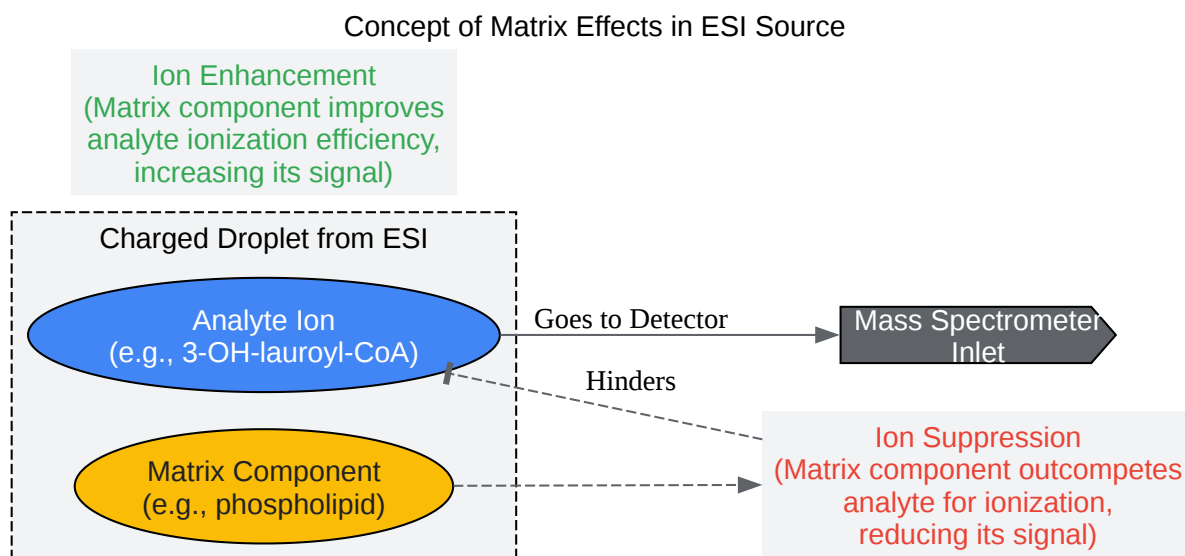 Concept of Matrix Effects in ESI Source
Ion Enhancement
(Matrix component improves
analyte ionization efficiency,
increasing its signal)
Charged Droplet from ESI
Analyte Ion
(e.g., 3-OH-lauroyl-CoA)
Goes to Detector
Mass Spectrometer
Inlet
Hinders
Matrix Component
(e.g., phospholipid)
Ion Suppression
(Matrix component outcompetes
analyte for ionization,
reducing its signal)